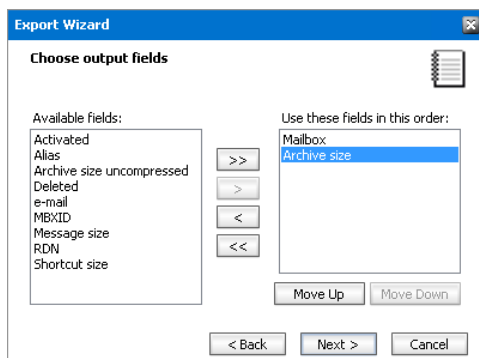 Export Wizard
Choose output fields
Available fields:
Activated
Alias
Archive size uncompressed
Deleted
e-mail
MBXID
Message size
RDN
Shortcut size
>>
>
<
<<
Use these fields in this order:
Mailbox
Archive size
Move Up
Move Down
< Back
Next >
Cancel